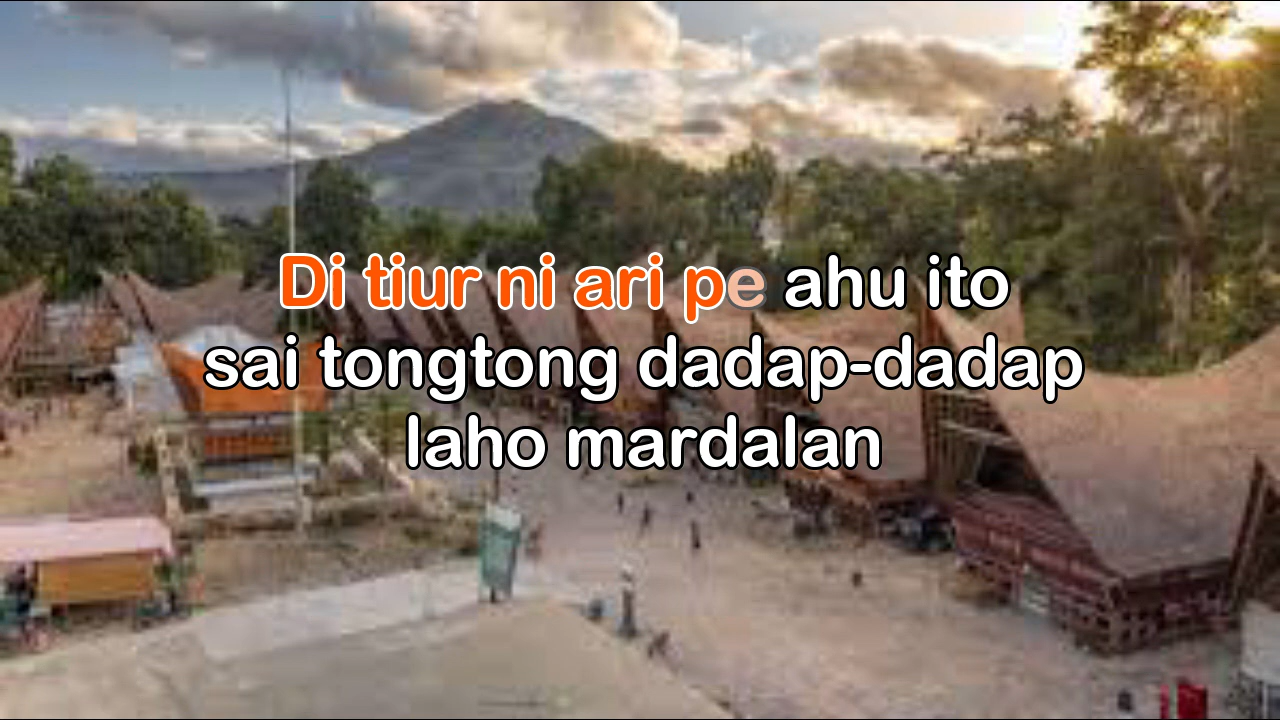 Di tiur ni ari pe ahu ito
sai tongtong dadap-dadap
laho mardalan